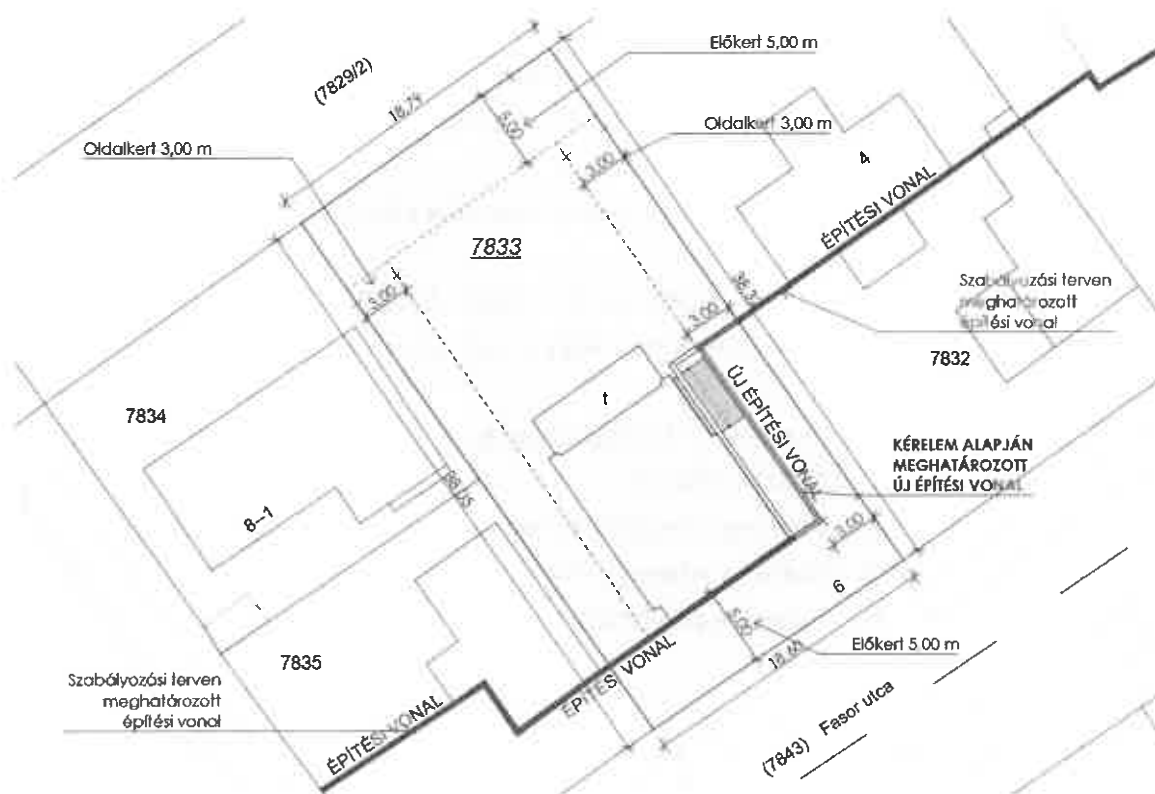 Előkert 5,00 m
(7829/2)
18,74
5,00
Oldalkert 3,00 m
Oldalkert 3,00 m
3,00
4
ÉPÍTÉSI VONAL
7833
3,00
38,3
3,00
Szabályozási terven
meghatározott
építési vonal
7832
t
ÚJ ÉPÍTÉSI VONAL
7834
KÉRELEM ALAPJÁN
MEGHATÁROZOTT
ÚJ ÉPÍTÉSI VONAL
8-1
3,00
6
5,00
Előkert 5,00 m
7835
Szabályozási terven
meghatározott
építési vonal
ÉPÍTÉSI VONAL
ÉPÍTÉSI VONAL
(7843) Fasor utca